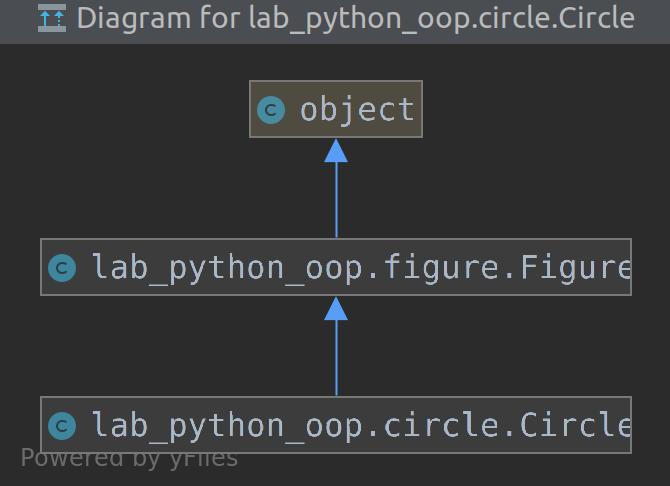 Diagram for lab_python_oop.circle.Circle
C object
C lab_python_oop.figure.Figure
C lab_python_oop.circle.Circle
Powered by yFiles